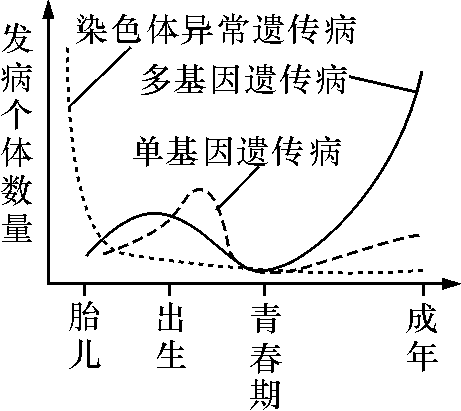 发病个体数量
染色体异常遗传病
多基因遗传病
单基因遗传病
胎儿
出生
青春期
成年